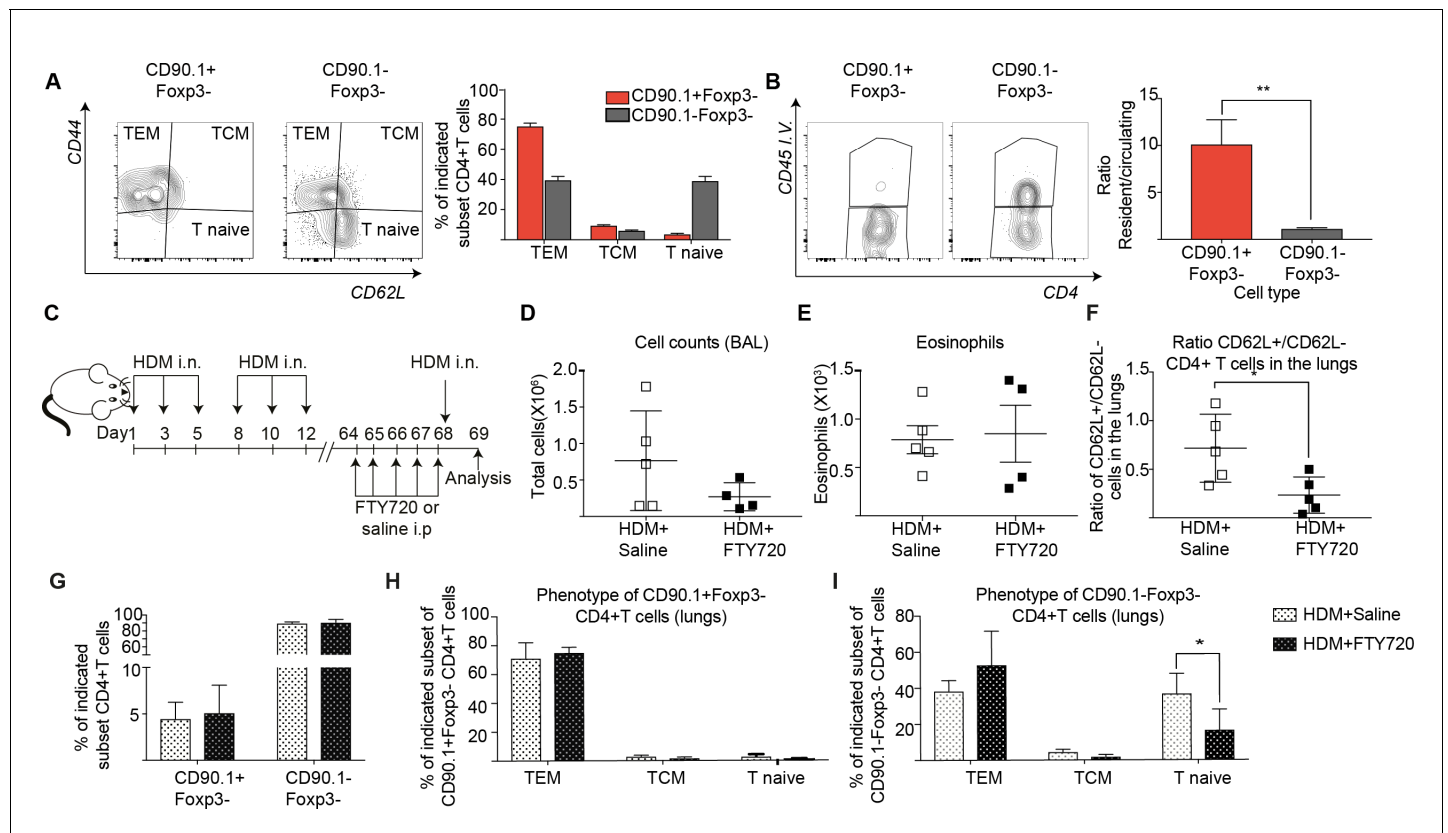 A
CD90.1+
Foxp3-
CD90.1-
Foxp3-
CD44
TEM
TCM
T naive
TEM
TCM
T naive
CD62L
% of indicated
subset CD4+T cells
100
80
60
40
20
CD90.1+Foxp3-
CD90.1-Foxp3-
TEM
TCM
T naive
B
CD90.1+
Foxp3-
CD90.1-
Foxp3-
CD45 I.V.
CD4
Ratio
Resident/circulating
15
10
5
**
CD90.1+
Foxp3-
CD90.1-
Foxp3-
Cell type
C
HDM i.n.
HDM i.n.
HDM i.n.
Day1 3 5 8 10 12 64 65 66 67 68 69
Analysis
FTY720 or
saline i.p
D
Cell counts (BAL)
Total cells(X10⁶)
2.0
1.5
1.0
0.5
HDM+
Saline
HDM+
FTY720
E
Eosinophils
Eosinophils (X10³)
1.5
1.0
0.5
HDM+
Saline
HDM+
FTY720
F
Ratio CD62L+/CD62L-
CD4+ T cells in the lungs
*
Ratio of CD62L+/CD62L-
cells in the lungs
1.5
1.0
0.5
HDM+
Saline
HDM+
FTY720
G
% of indicated
subset CD4+T cells
100
80
60
10
5
CD90.1+
Foxp3-
CD90.1-
Foxp3-
H
Phenotype of CD90.1+Foxp3-
CD4+T cells (lungs)
% of indicated subset of
CD90.1+Foxp3- CD4+T cells
100
80
60
40
20
TEM
TCM
T naive
I
Phenotype of CD90.1-Foxp3-
CD4+T cells (lungs)
% of indicated subset of
CD90.1-Foxp3- CD4+T cells
80
60
40
20
*
TEM
TCM
T naive
HDM+Saline
HDM+FTY720